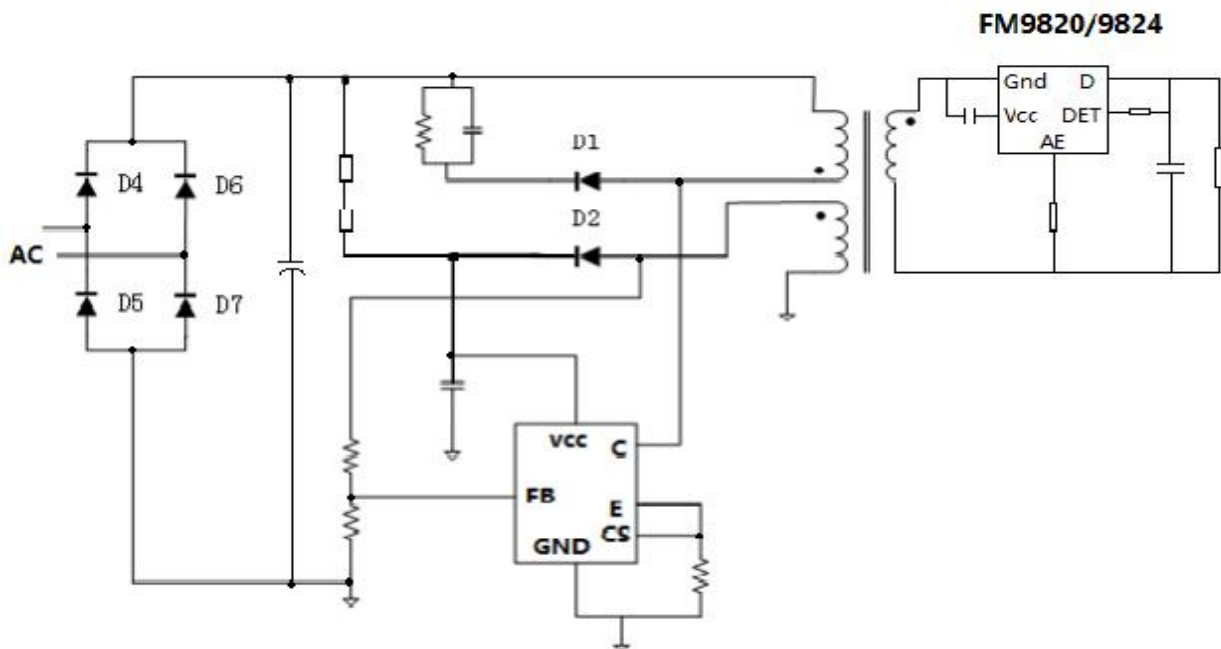 FM9820/9824
Gnd D
Vcc DET
AE
D1
D4 D6
D2
AC
D5 D7
vcc
C
FB
E
CS
GND